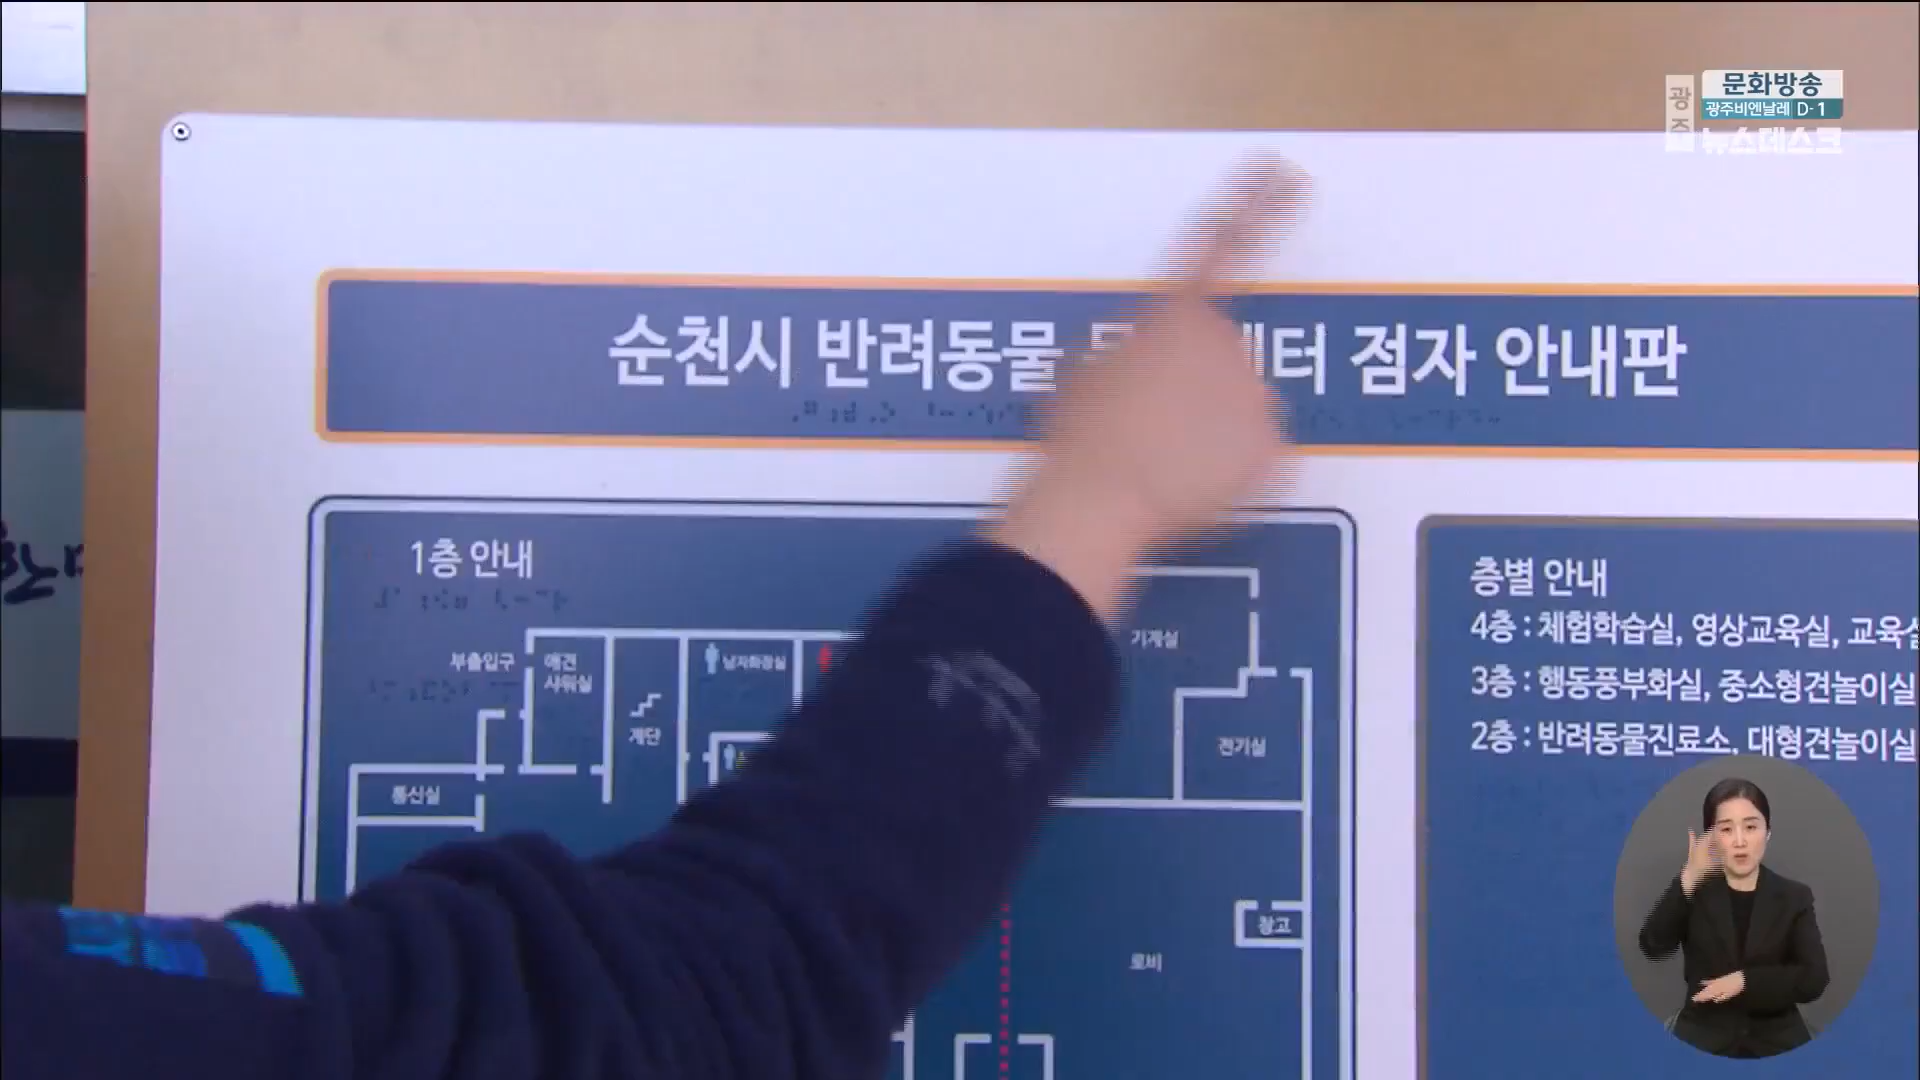 광주
문화방송
광주비엔날레 D-1
뉴스데스크
순천시 반려동물 센터 점자 안내판
1층 안내
부출입구
애견
샤워실
계단
남자화장실
기계실
전기실
통신실
창고
로비
층별 안내
4층 : 체험학습실, 영상교육실, 교육실
3층 : 행동풍부화실, 중소형견놀이실
2층 : 반려동물진료소, 대형견놀이실